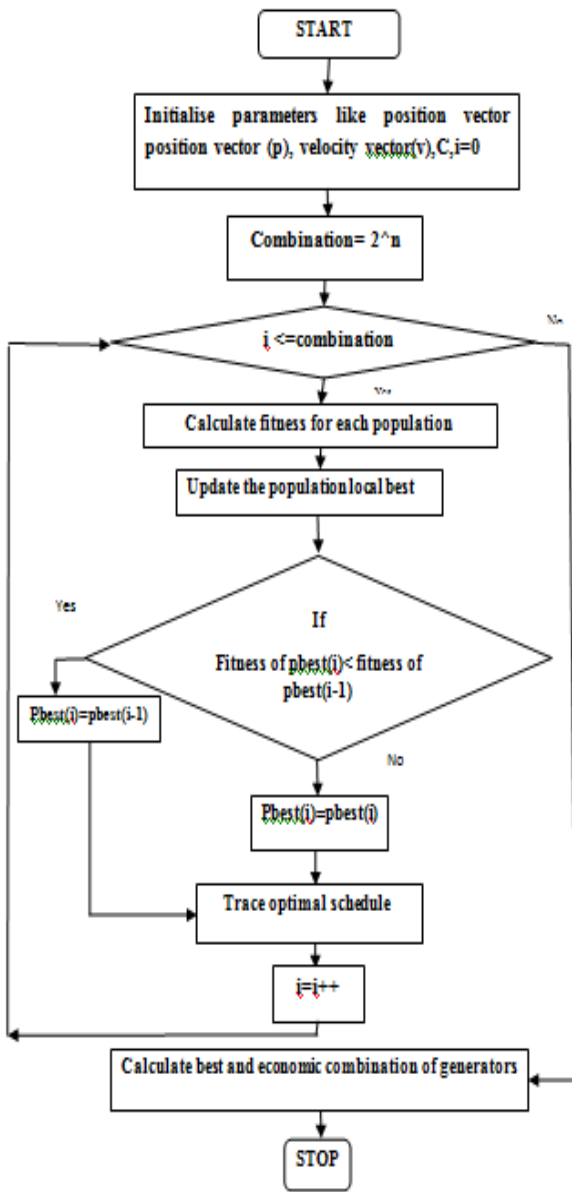 START
Initialise parameters like position vector
position vector (p), velocity vector(v),C,i=0
Combination= 2^n
No
i <=combination
Yes
Calculate fitness for each population
Update the population local best
Yes
If
Fitness of pbest(i)< fitness of
pbest(i-1)
Pbest(i)=pbest(i-1)
No
Pbest(i)=pbest(i)
Trace optimal schedule
i=i++
Calculate best and economic combination of generators
STOP